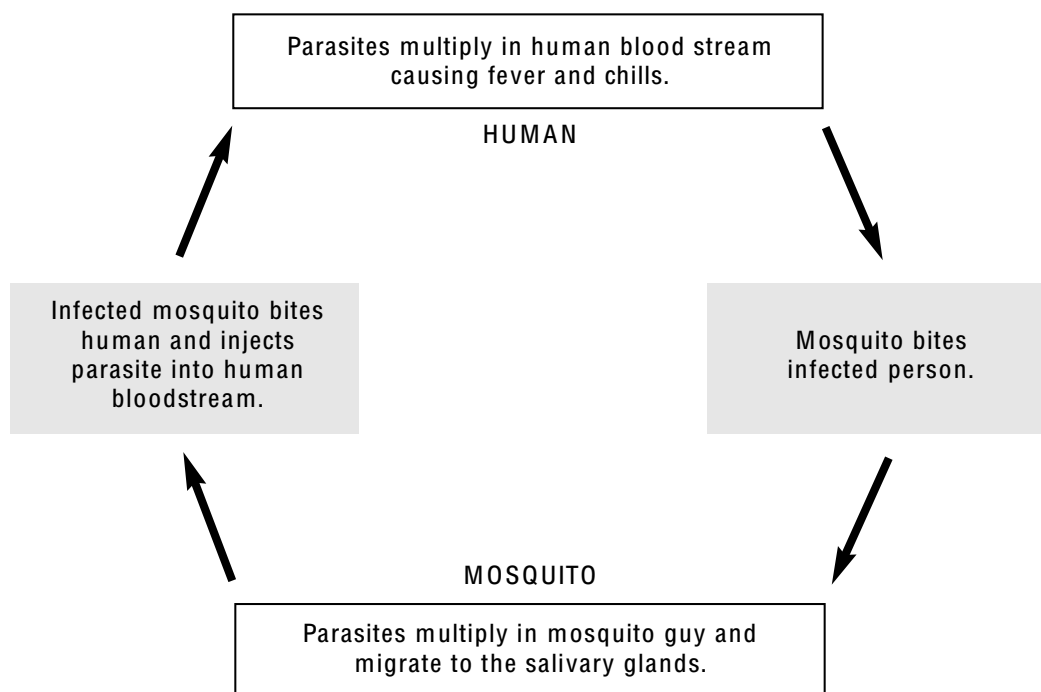 Parasites multiply in human blood stream
causing fever and chills.
HUMAN
Infected mosquito bites
human and injects
parasite into human
bloodstream.
Mosquito bites
infected person.
MOSQUITO
Parasites multiply in mosquito guy and
migrate to the salivary glands.